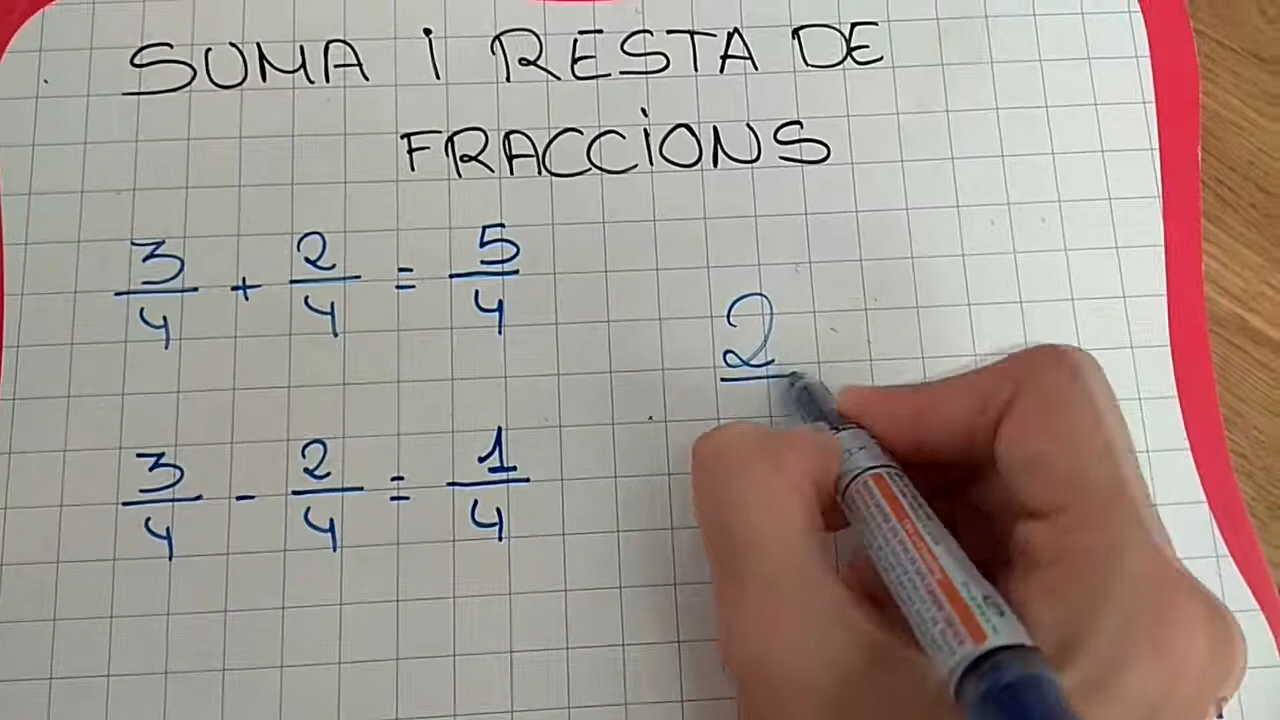 SUMA i RESTA DE
FRACCIONS
3/4 + 2/4 = 5/4
3/4 - 2/4 = 1/4
2